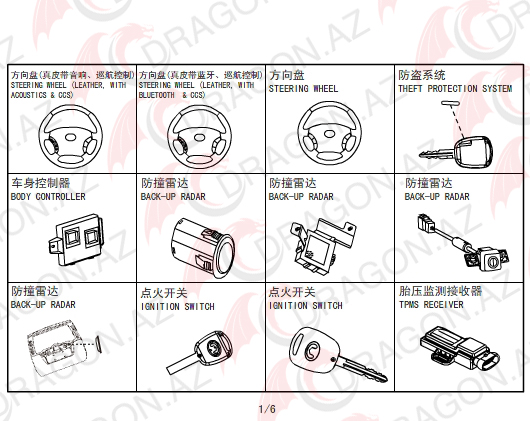 方向盘(真皮带音响、巡航控制)
STEERING WHEEL (LEATHER, WITH
ACOUSTICS & CCS)
方向盘(真皮带蓝牙、巡航控制)
STEERING WHEEL (LEATHER, WITH
BLUETOOTH & CCS)
方向盘
STEERING WHEEL
防盗系统
THEFT PROTECTION SYSTEM
车身控制器
BODY CONTROLLER
防撞雷达
BACK-UP RADAR
防撞雷达
BACK-UP RADAR
防撞雷达
BACK-UP RADAR
防撞雷达
BACK-UP RADAR
点火开关
IGNITION SWITCH
点火开关
IGNITION SWITCH
胎压监测接收器
TPMS RECEIVER
1/6
DRAGON.AZ